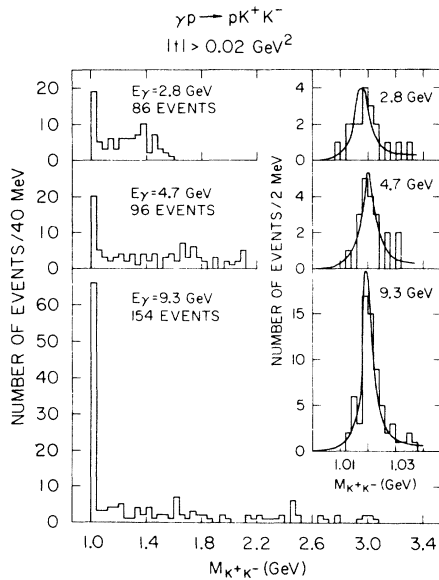 γp → pK⁺K⁻
|t| > 0.02 GeV²
NUMBER OF EVENTS/40 MeV
20
10
0
Eγ=2.8 GeV
86 EVENTS
20
10
0
Eγ=4.7 GeV
96 EVENTS
60
50
40
30
20
10
0
Eγ=9.3 GeV
154 EVENTS
1.0
1.4
1.8
2.2
2.6
3.0
3.4
M_K⁺K⁻ (GeV)
NUMBER OF EVENTS/2 MeV
6
4
2
0
2.8 GeV
4
2
0
4.7 GeV
15
10
5
0
9.3 GeV
1.01
1.03
M_K⁺K⁻ (GeV)